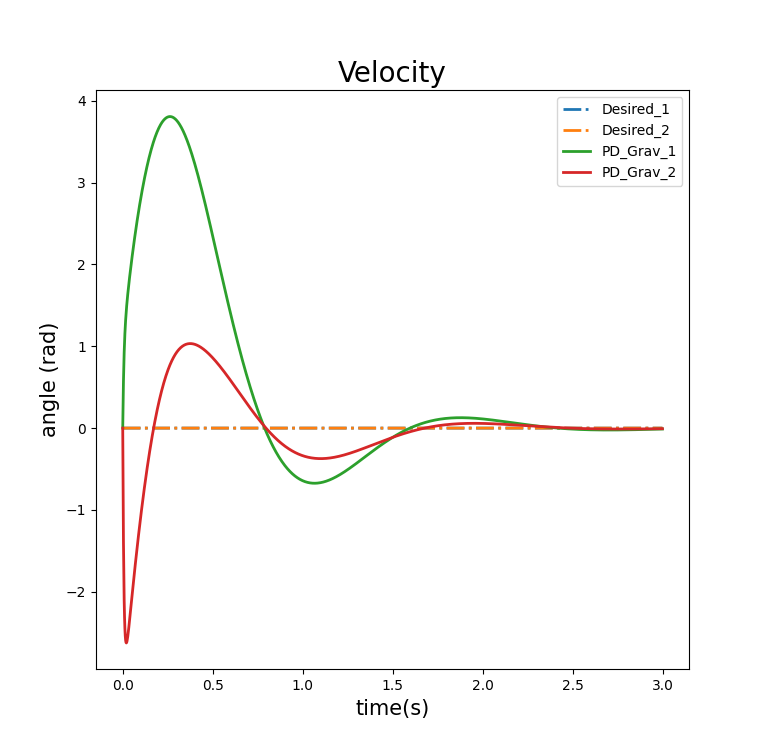 Velocity
Desired_1
Desired_2
PD_Grav_1
PD_Grav_2
4
3
2
1
0
−1
−2
angle (rad)
0.0 0.5 1.0 1.5 2.0 2.5 3.0
time(s)